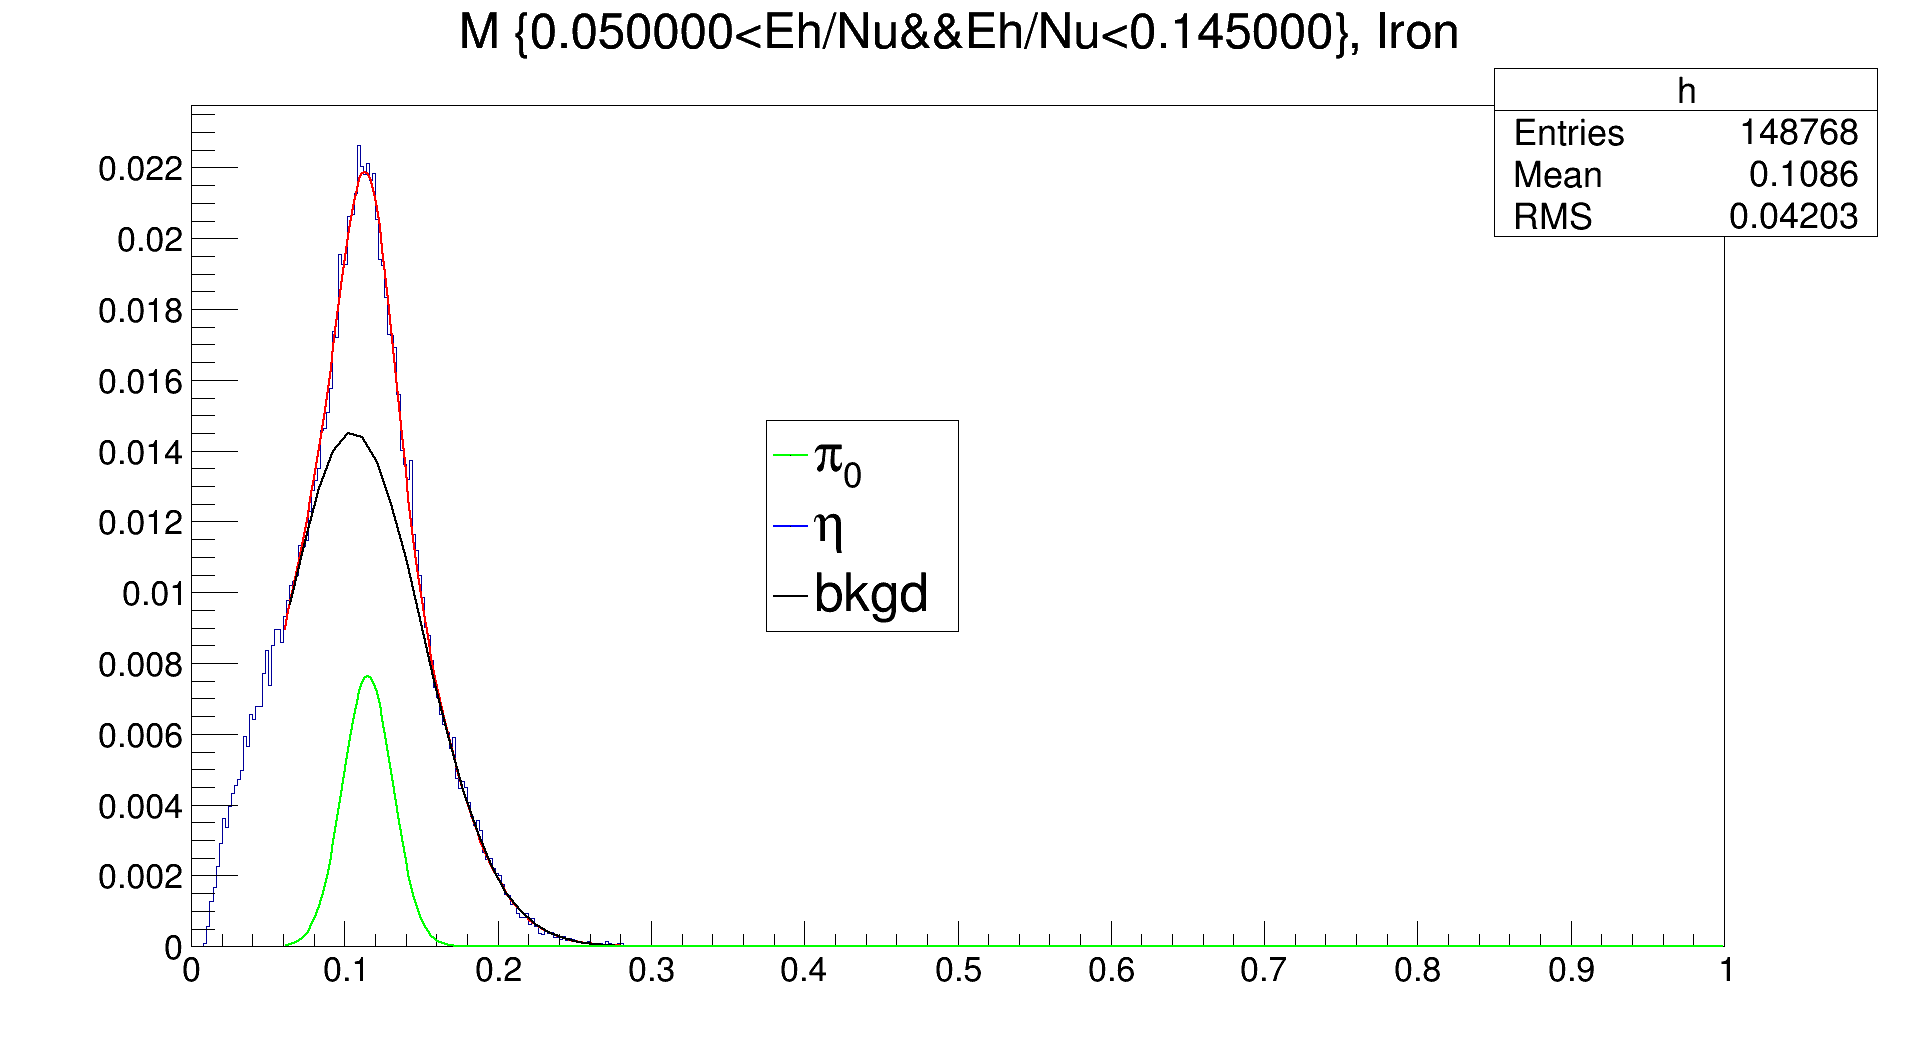 M {0.050000<Eh/Nu&&Eh/Nu<0.145000}, Iron
h
Entries 148768
Mean 0.1086
RMS 0.04203
0.022
0.02
0.018
0.016
0.014
0.012
0.01
0.008
0.006
0.004
0.002
0
π0
η
bkgd
0 0.1 0.2 0.3 0.4 0.5 0.6 0.7 0.8 0.9 1